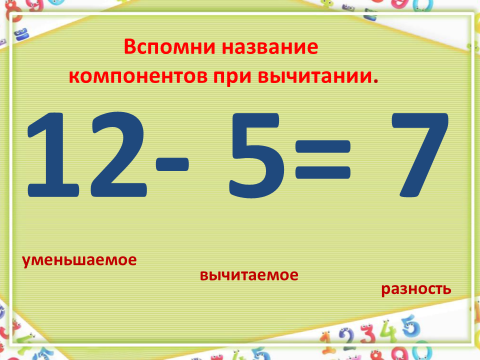 Вспомни название
компонентов при вычитании.
12- 5= 7
уменьшаемое
вычитаемое
разность